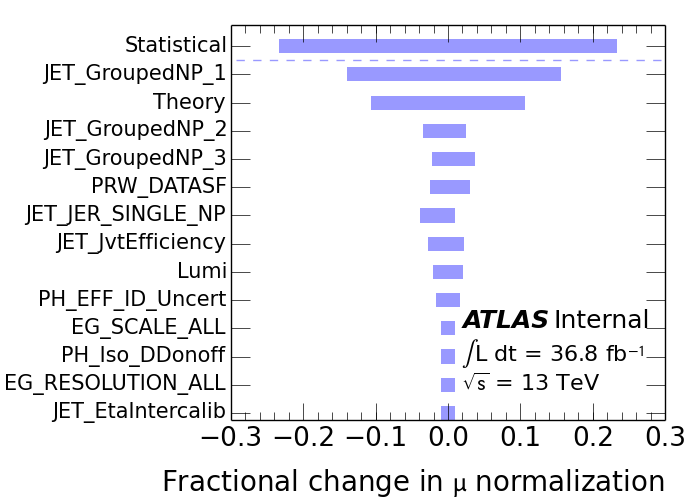 Statistical
JET_GroupedNP_1
Theory
JET_GroupedNP_2
JET_GroupedNP_3
PRW_DATASF
JET_JER_SINGLE_NP
JET_JvtEfficiency
Lumi
PH_EFF_ID_Uncert
EG_SCALE_ALL
PH_Iso_DDonoff
EG_RESOLUTION_ALL
JET_EtaIntercalib
ATLAS Internal
∫L dt = 36.8 fb⁻¹
√s = 13 TeV
−0.3 −0.2 −0.1 0.0 0.1 0.2 0.3
Fractional change in μ normalization